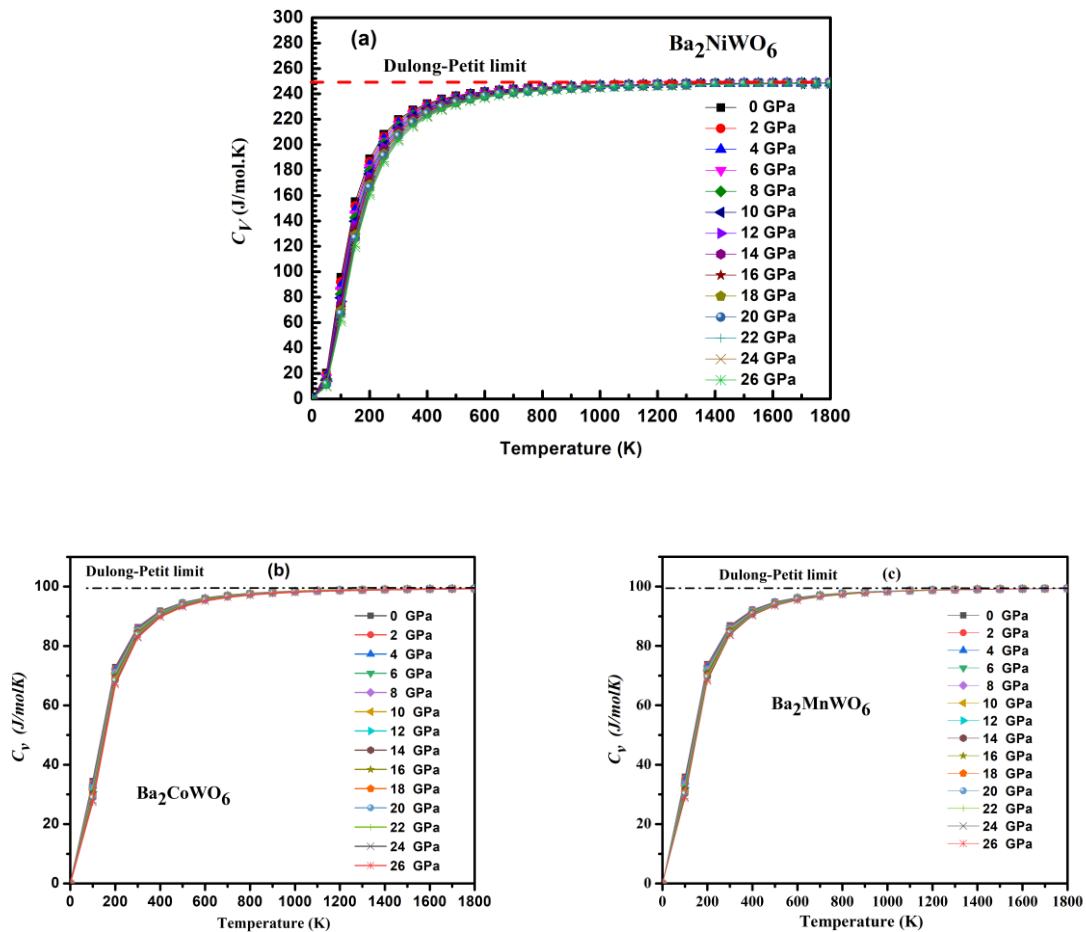 (a)
Ba2NiWO6
Dulong-Petit limit
300
280
260
240
220
200
180
160
140
120
100
80
60
40
20
0
CV (J/mol.K)
0 GPa
2 GPa
4 GPa
6 GPa
8 GPa
10 GPa
12 GPa
14 GPa
16 GPa
18 GPa
20 GPa
22 GPa
24 GPa
26 GPa
0 200 400 600 800 1000 1200 1400 1600 1800
Temperature (K)
Dulong-Petit limit (b)
100
80
60
40
20
0
Cv (J/molK)
0 GPa
2 GPa
4 GPa
6 GPa
8 GPa
10 GPa
12 GPa
14 GPa
16 GPa
18 GPa
20 GPa
22 GPa
24 GPa
26 GPa
Ba2CoWO6
0 200 400 600 800 1000 1200 1400 1600 1800
Temperature (K)
Dulong-Petit limit (c)
100
80
60
40
20
0
Cv (J/molK)
0 GPa
2 GPa
4 GPa
6 GPa
8 GPa
10 GPa
12 GPa
14 GPa
16 GPa
18 GPa
20 GPa
22 GPa
24 GPa
26 GPa
Ba2MnWO6
0 200 400 600 800 1000 1200 1400 1600 1800
Temperature (K)